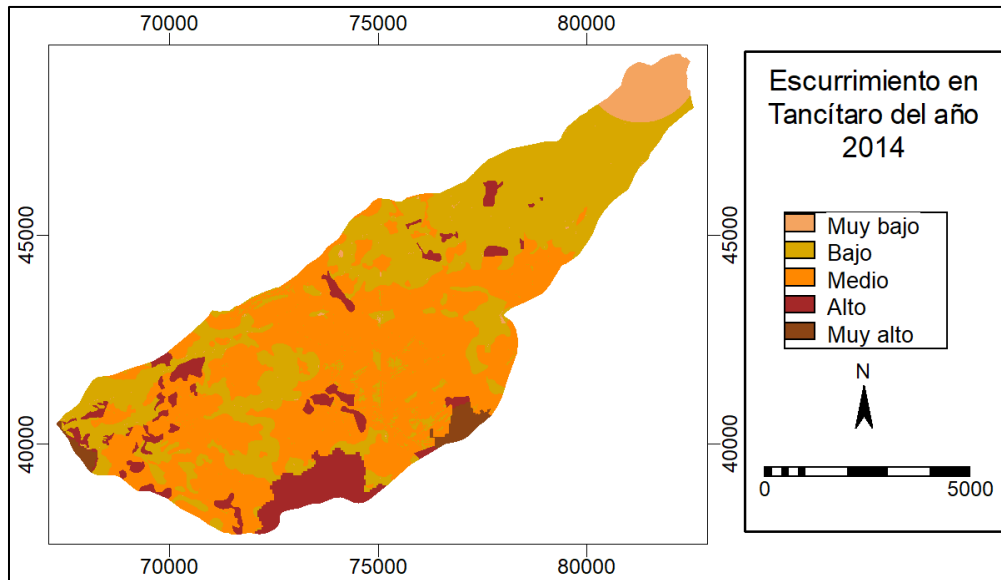 70000 75000 80000
45000 45000
40000 40000
70000 75000 80000
Escurrimiento en
Tancítaro del año
2014
Muy bajo
Bajo
Medio
Alto
Muy alto
N
0 5000